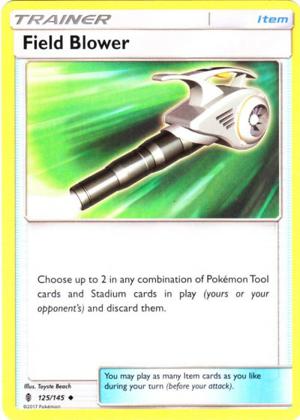 TRAINER Item
Field Blower
Choose up to 2 in any combination of Pokémon Tool
cards and Stadium cards in play (yours or your
opponent's) and discard them.
Illus. Toyste Beach
125/145
©2017 Pokémon
You may play as many Item cards as you like
during your turn (before your attack).